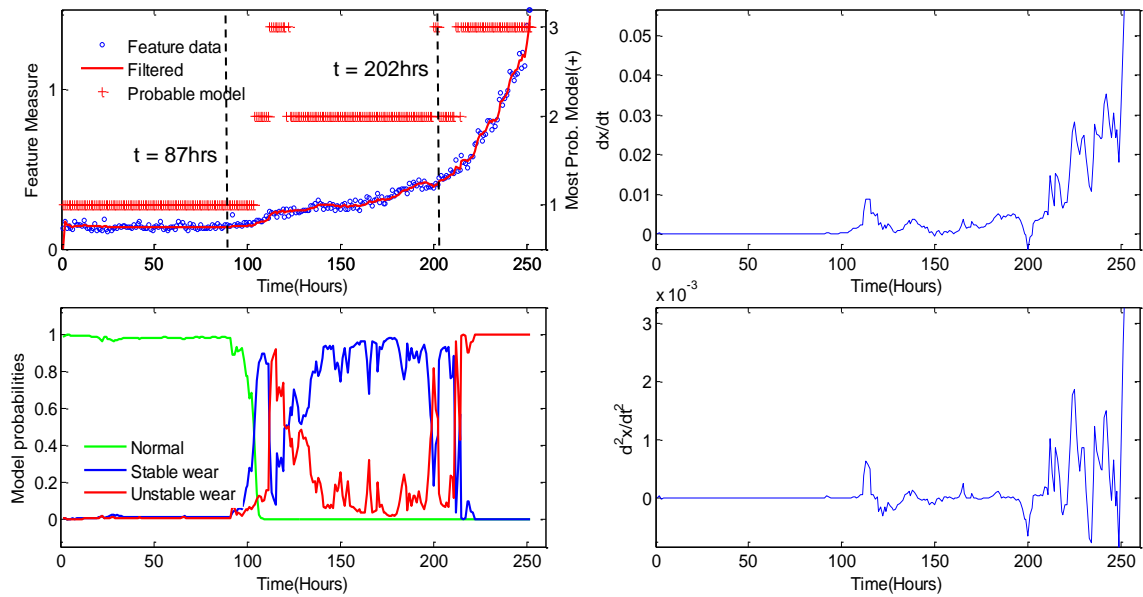 Feature Measure
1
0
Feature data
Filtered
Probable model
t = 87hrs
t = 202hrs
3
2
1
Most Prob. Model(+)
0 50 100 150 200 250
Time(Hours)
dx/dt
0.05
0.04
0.03
0.02
0.01
0
0 50 100 150 200 250
Time(Hours)
Model probabilities
1
0.8
0.6
0.4
0.2
0
Normal
Stable wear
Unstable wear
0 50 100 150 200 250
Time(Hours)
x 10-3
d2x/dt2
3
2
1
0
0 50 100 150 200 250
Time(Hours)